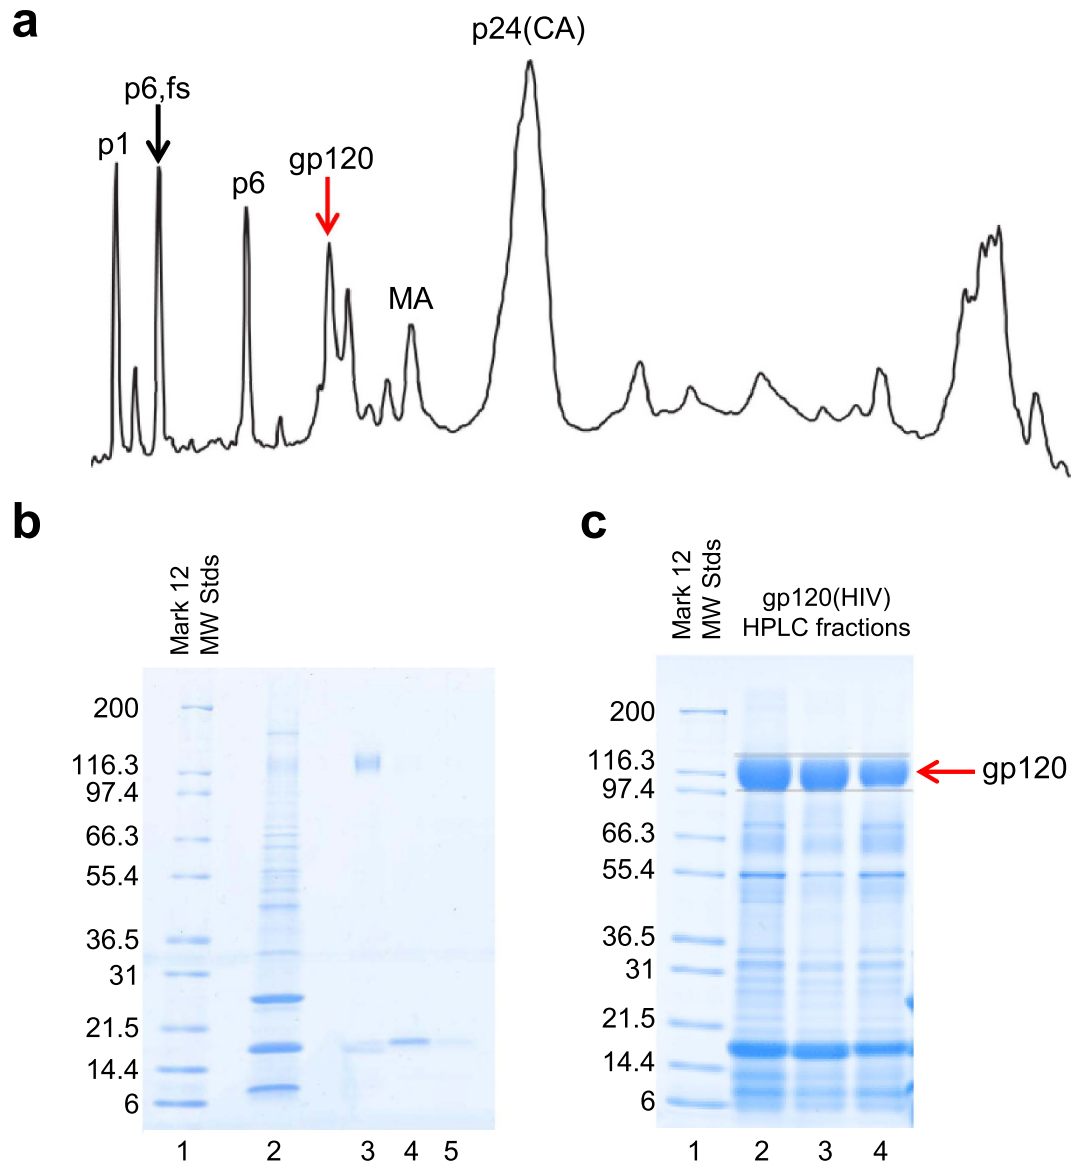 a
p24(CA)
p6,fs
p1
gp120
p6
MA
b
Mark 12
MW Stds
200
116.3
97.4
66.3
55.4
36.5
31
21.5
14.4
6
1 2 3 4 5
c
Mark 12
MW Stds
gp120(HIV)
HPLC fractions
200
116.3
97.4
66.3
55.4
36.5
31
21.5
14.4
6
gp120
1 2 3 4